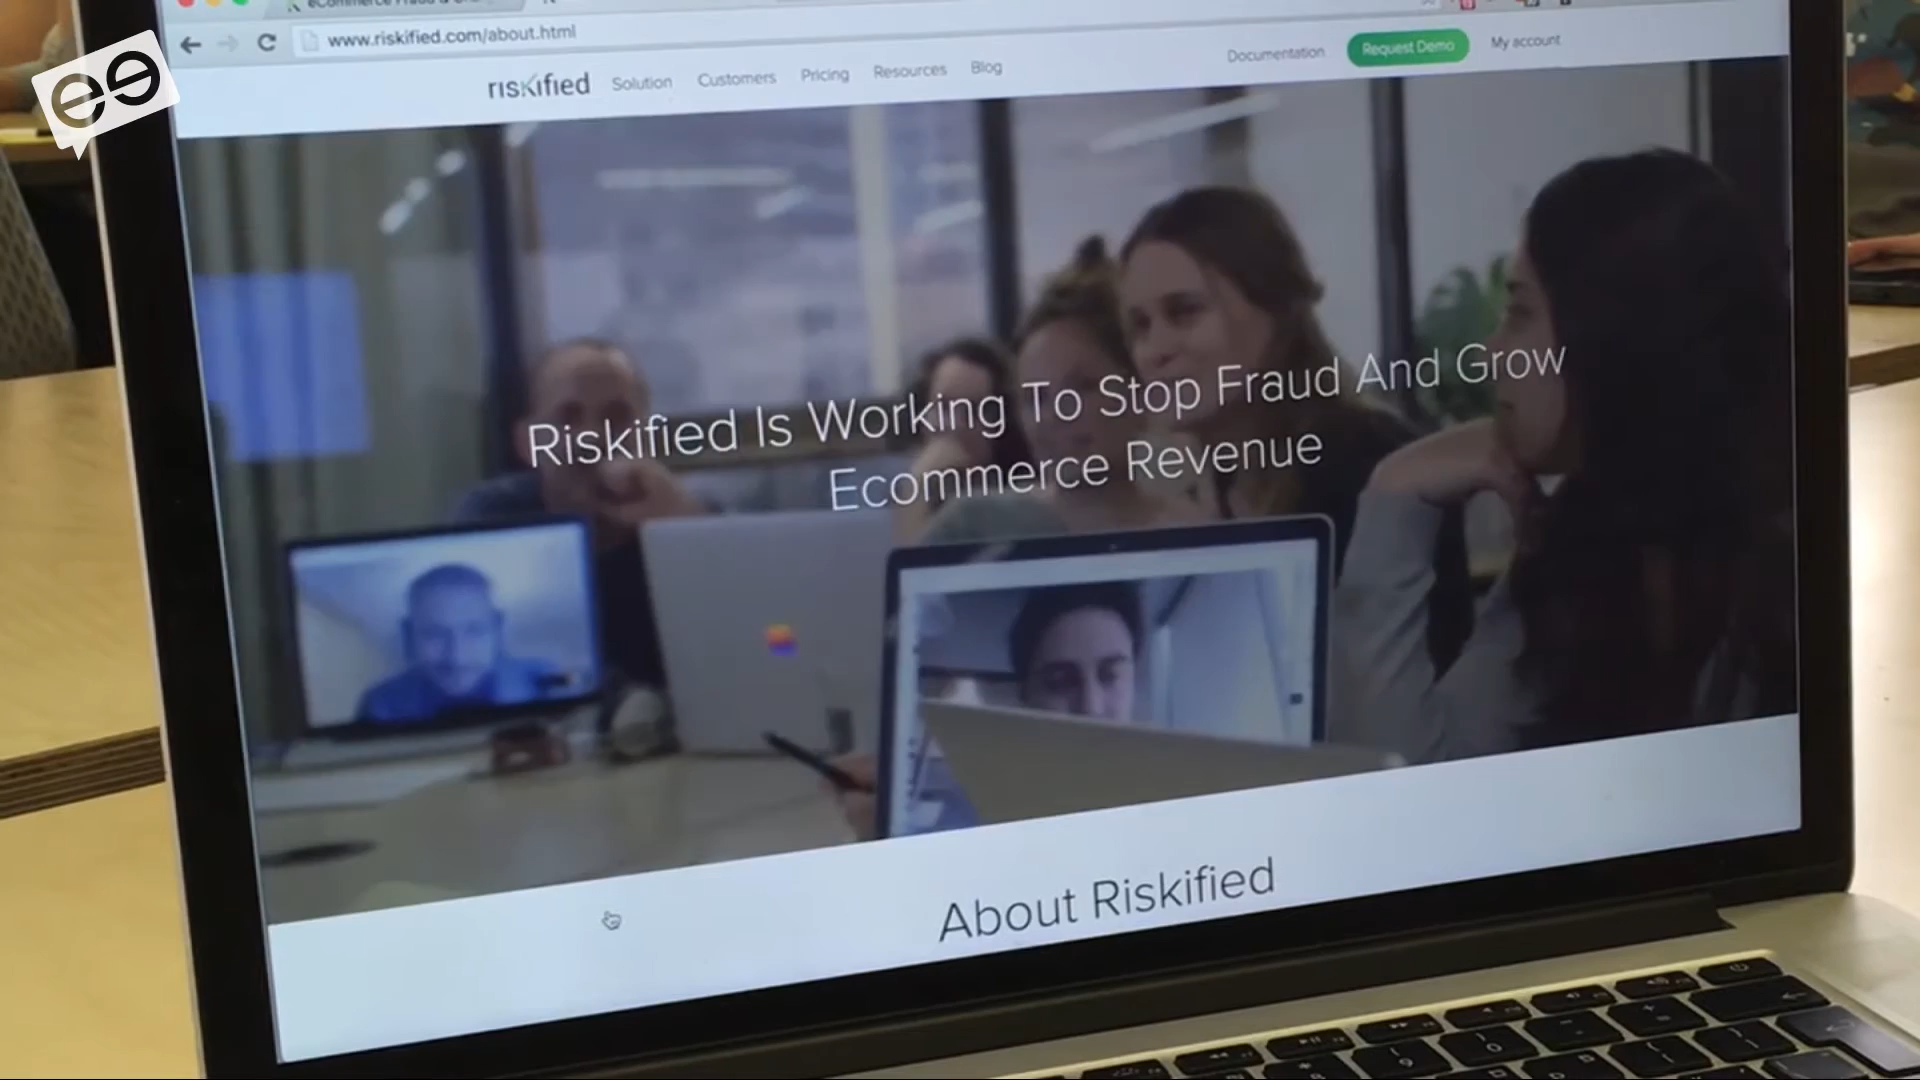 www.riskified.com/about.html
riskified Solution Customers Pricing Resources Blog Documentation Request Demo My account
Riskified Is Working To Stop Fraud And Grow
Ecommerce Revenue
About Riskified